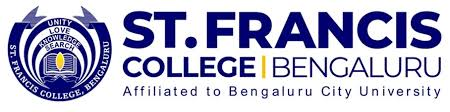 UNITY
LOVE
KNOWLEDGE
SEARCH
ST. FRANCIS COLLEGE, BENGALURU
ST. FRANCIS
COLLEGE | BENGALURU
Affiliated to Bengaluru City University